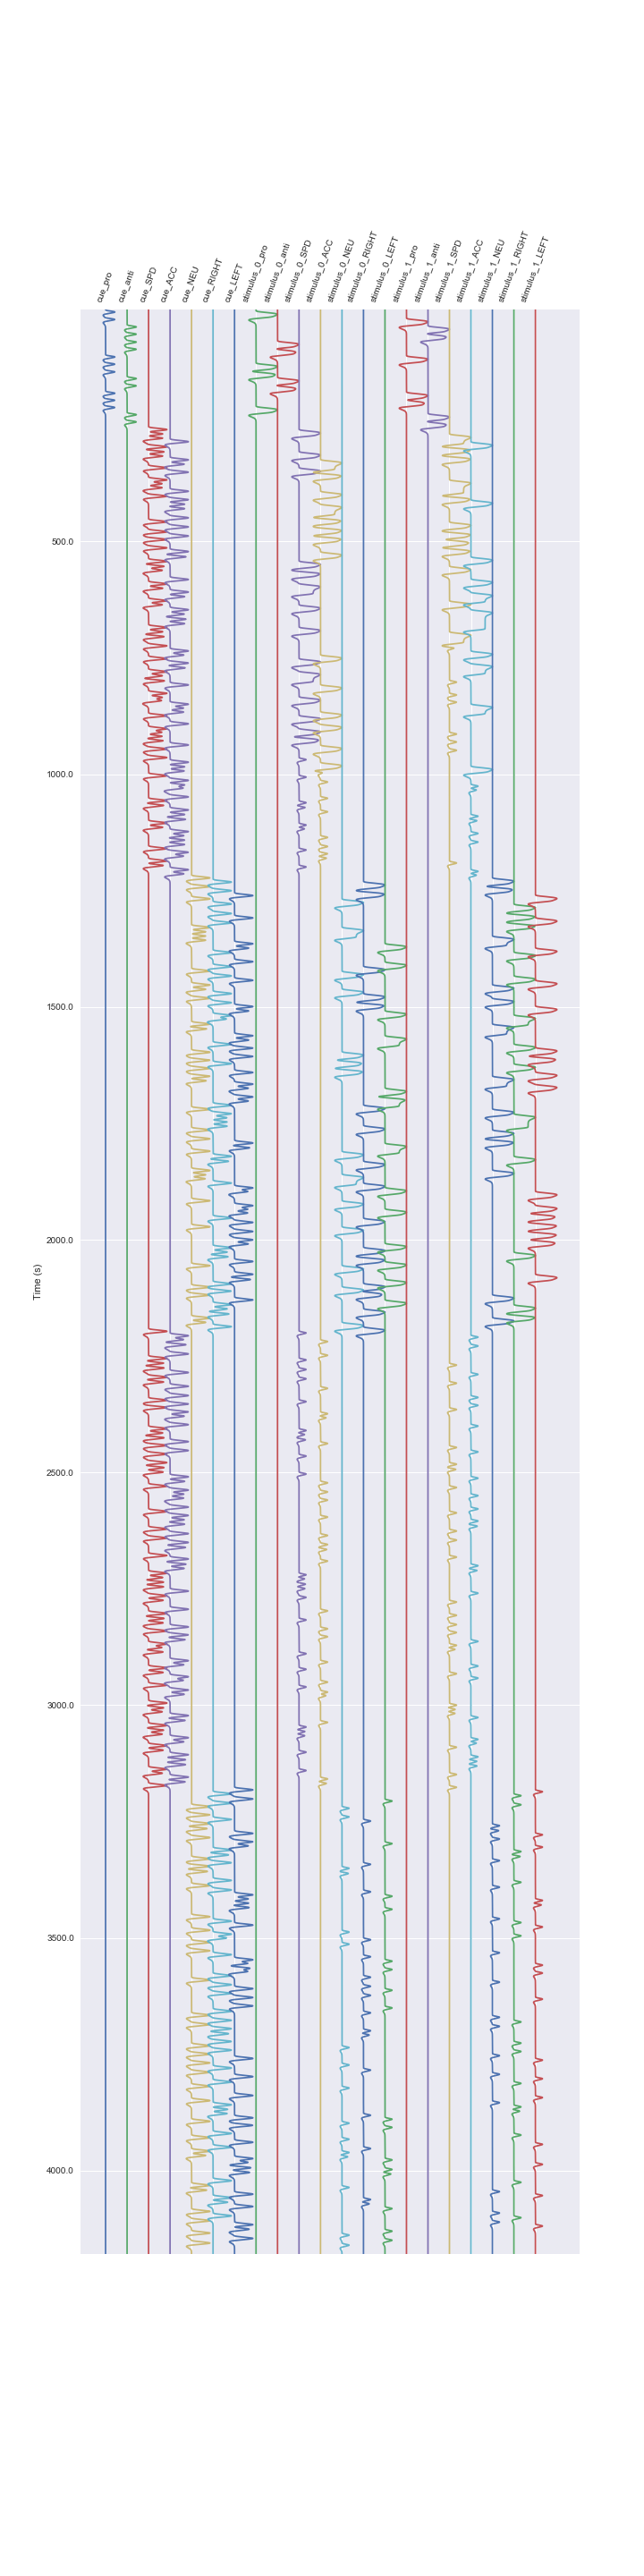 cue_pro
cue_anti
cue_SPD
cue_ACC
cue_NEU
cue_RIGHT
cue_LEFT
stimulus_0_pro
stimulus_0_anti
stimulus_0_SPD
stimulus_0_ACC
stimulus_0_NEU
stimulus_0_RIGHT
stimulus_0_LEFT
stimulus_1_pro
stimulus_1_anti
stimulus_1_SPD
stimulus_1_ACC
stimulus_1_NEU
stimulus_1_RIGHT
stimulus_1_LEFT
500.0
1000.0
1500.0
2000.0
Time (s)
2500.0
3000.0
3500.0
4000.0